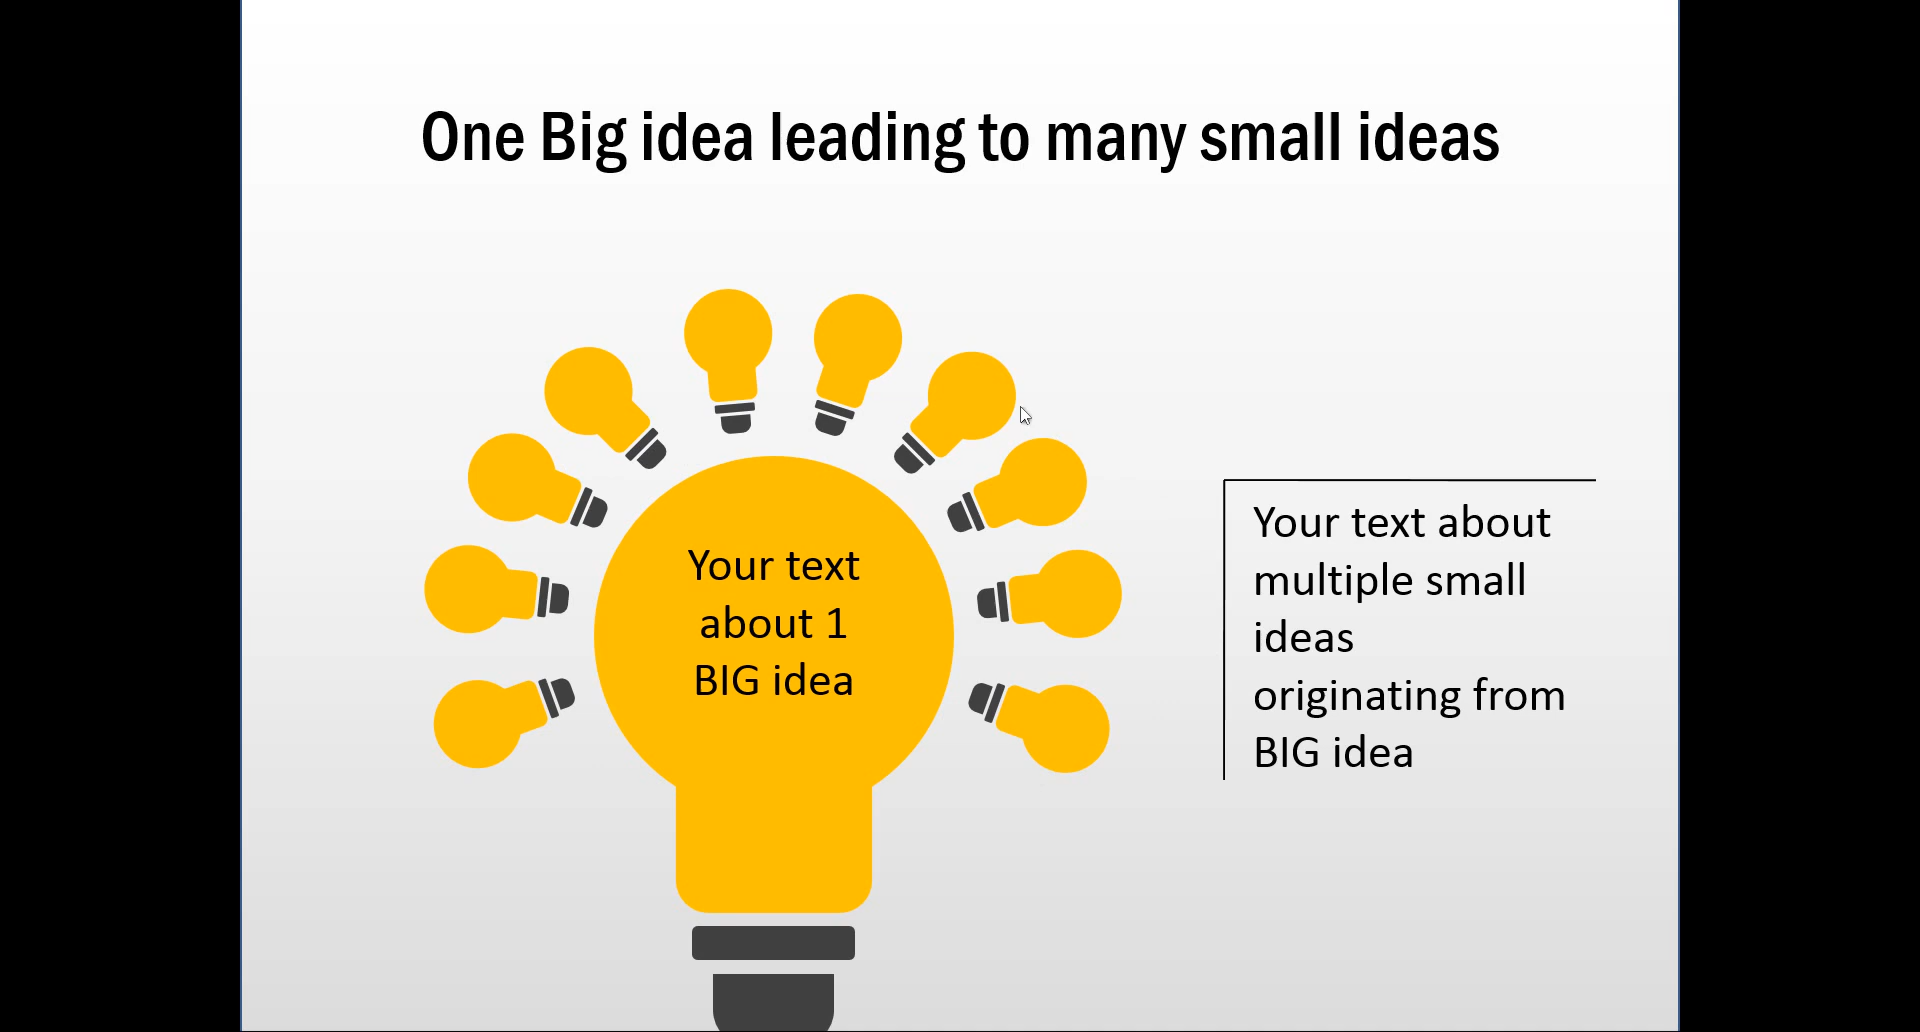 One Big idea leading to many small ideas
Your text
about 1
BIG idea
Your text about
multiple small
ideas
originating from
BIG idea